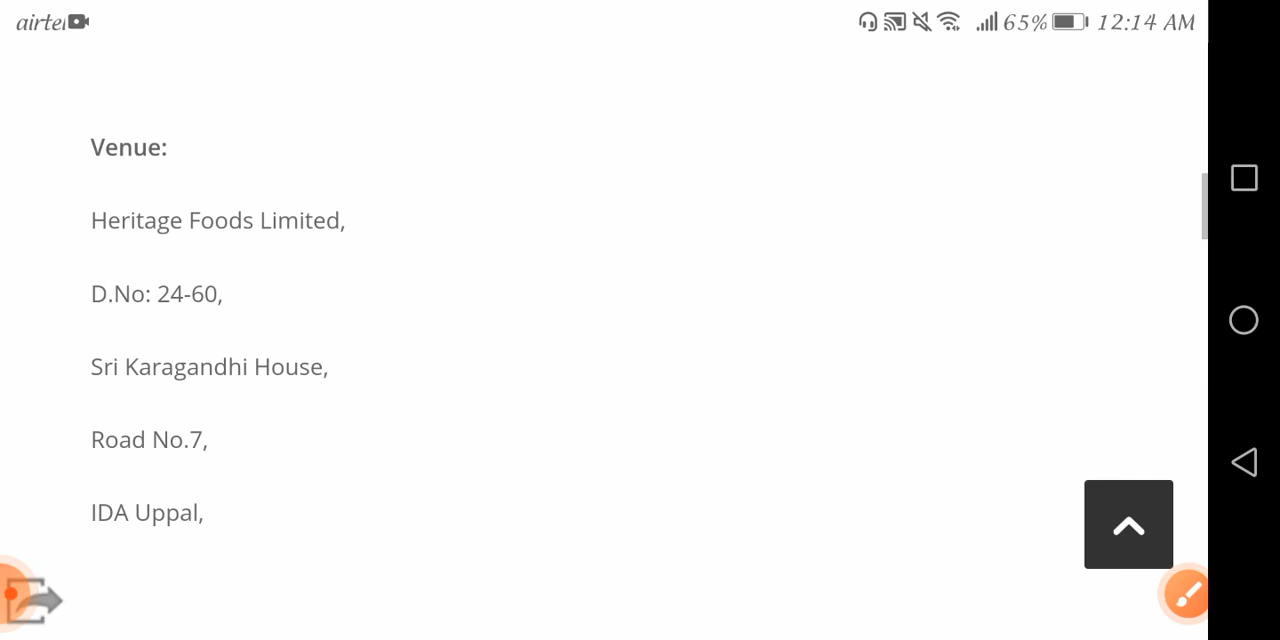 airtel 65% 12:14 AM
Venue:
Heritage Foods Limited,
D.No: 24-60,
Sri Karagandhi House,
Road No.7,
IDA Uppal,